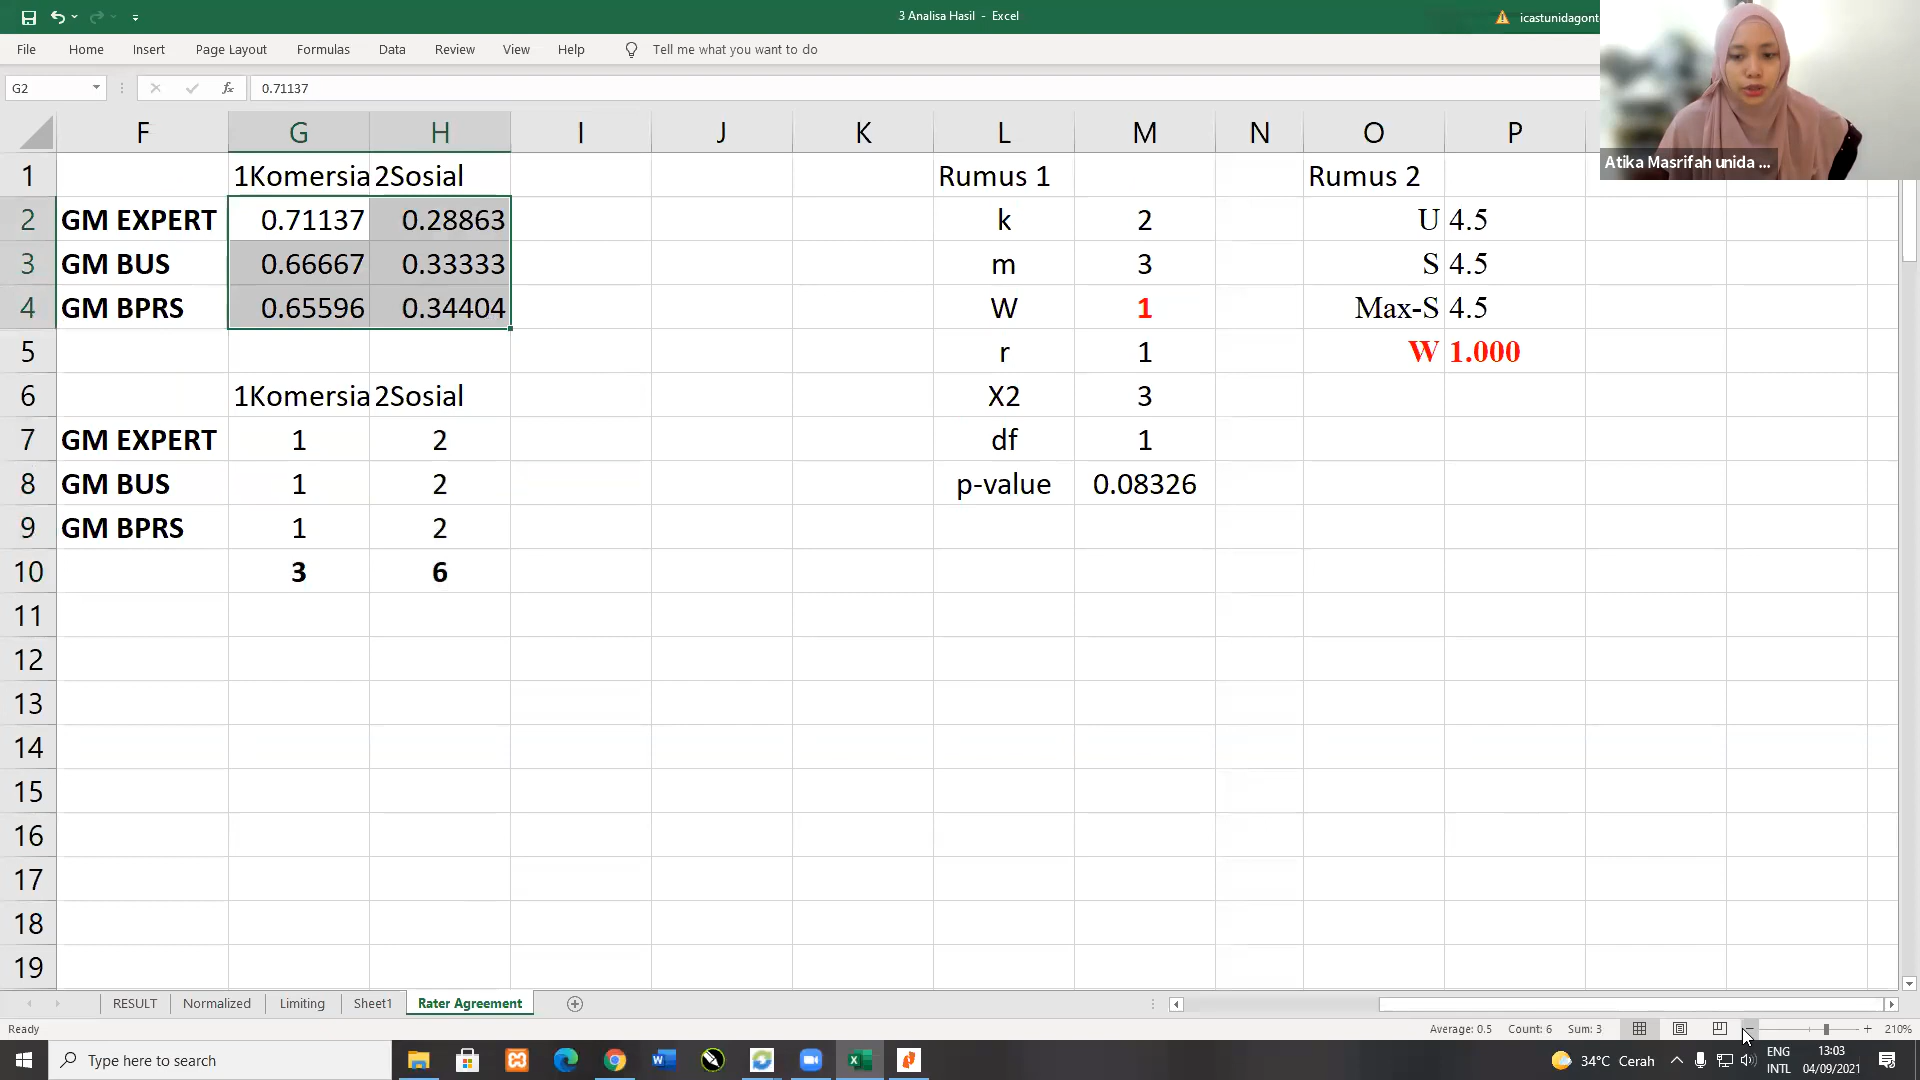 3 Analisa Hasil - Excel
icastunidagont
File Home Insert Page Layout Formulas Data Review View Help Tell me what you want to do
G2 fx 0.71137
Atika Masrifah unida ...
F G H I J K L M N O P
1 1Komersia 2Sosial Rumus 1 Rumus 2
2 GM EXPERT 0.71137 0.28863 k 2 U 4.5
3 GM BUS 0.66667 0.33333 m 3 S 4.5
4 GM BPRS 0.65596 0.34404 W 1 Max-S 4.5
5 r 1 W 1.000
6 1Komersia 2Sosial X2 3
7 GM EXPERT 1 2 df 1
8 GM BUS 1 2 p-value 0.08326
9 GM BPRS 1 2
10 3 6
11
12
13
14
15
16
17
18
19
RESULT Normalized Limiting Sheet1 Rater Agreement
Ready Average: 0.5 Count: 6 Sum: 3 210%
Type here to search 34°C Cerah ENG 13:03
INTL 04/09/2021